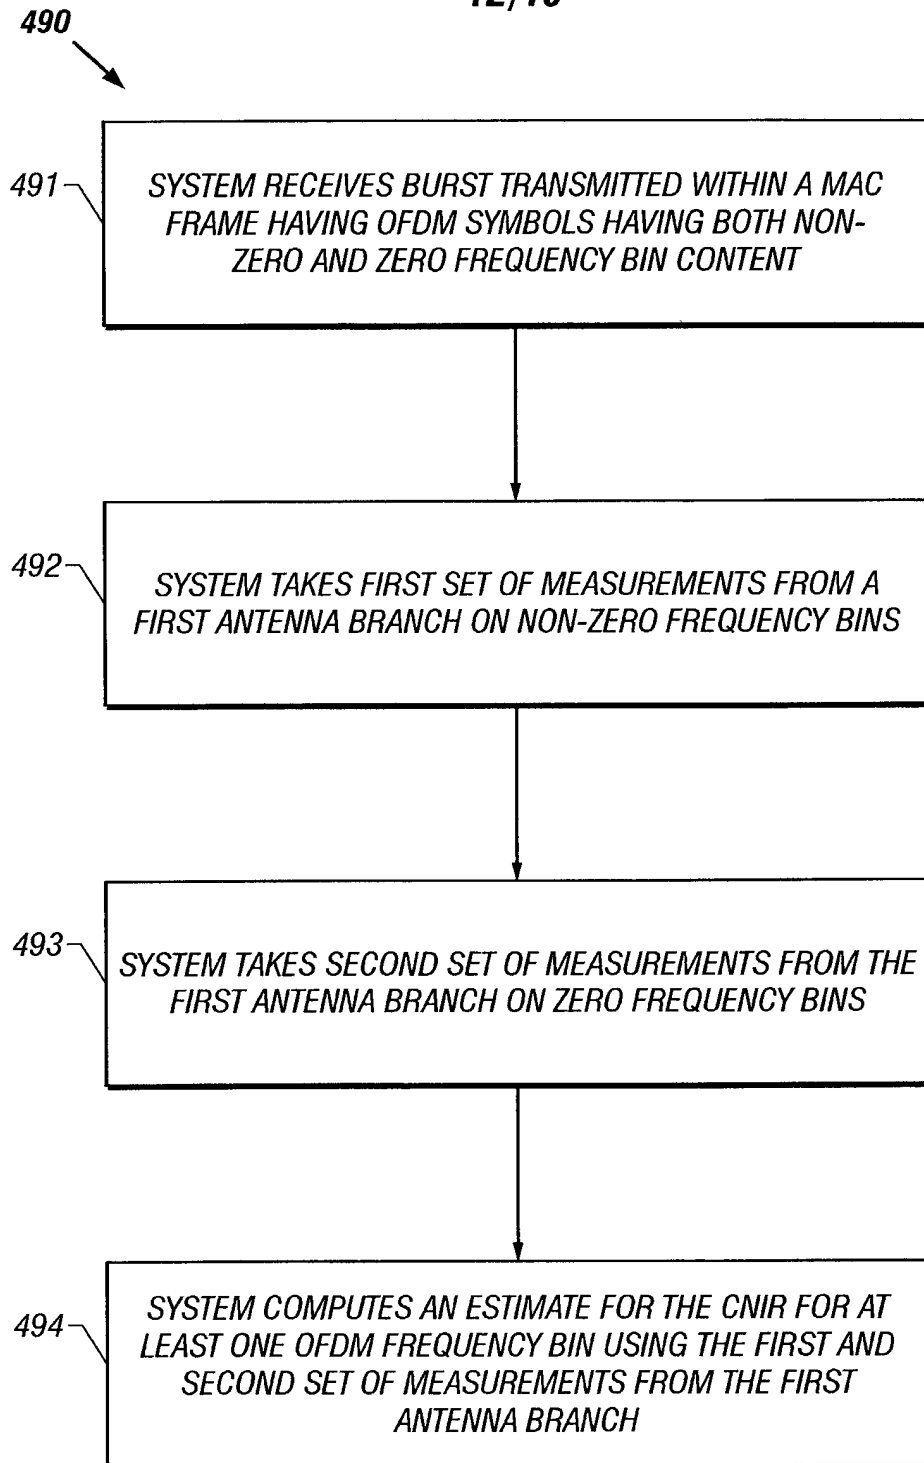 490
491
SYSTEM RECEIVES BURST TRANSMITTED WITHIN A MAC
FRAME HAVING OFDM SYMBOLS HAVING BOTH NON-
ZERO AND ZERO FREQUENCY BIN CONTENT
492
SYSTEM TAKES FIRST SET OF MEASUREMENTS FROM A
FIRST ANTENNA BRANCH ON NON-ZERO FREQUENCY BINS
493
SYSTEM TAKES SECOND SET OF MEASUREMENTS FROM THE
FIRST ANTENNA BRANCH ON ZERO FREQUENCY BINS
494
SYSTEM COMPUTES AN ESTIMATE FOR THE CNIR FOR AT
LEAST ONE OFDM FREQUENCY BIN USING THE FIRST AND
SECOND SET OF MEASUREMENTS FROM THE FIRST
ANTENNA BRANCH